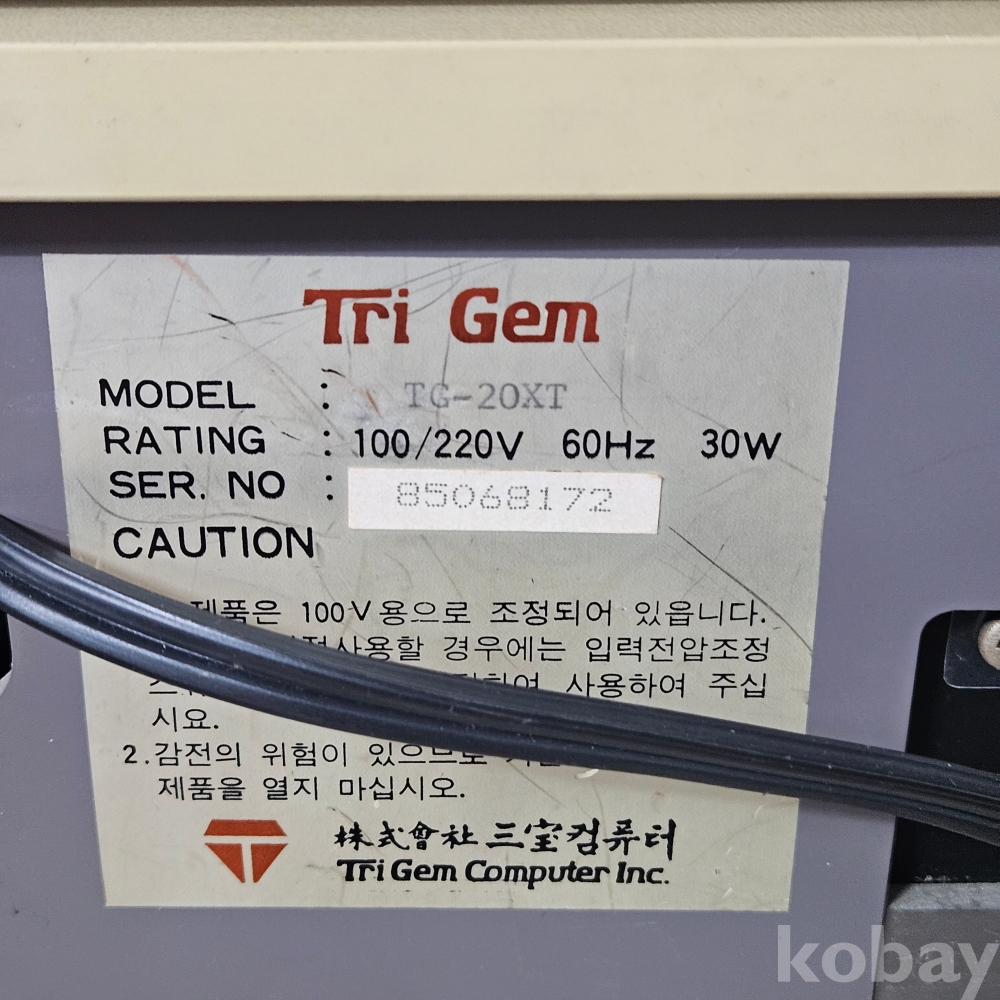 Tri Gem
MODEL : TG-20XT
RATING : 100/220V 60Hz 30W
SER. NO : 85068172
CAUTION
제품은 100V용으로 조정되어 있읍니다.
사용할 경우에는 입력전압조정
사용하여 주십
시요.
2.감전의 위험이 있으므로
제품을 열지 마십시오.
株式會社 三宝컴퓨터
TriGem Computer Inc.
kobay